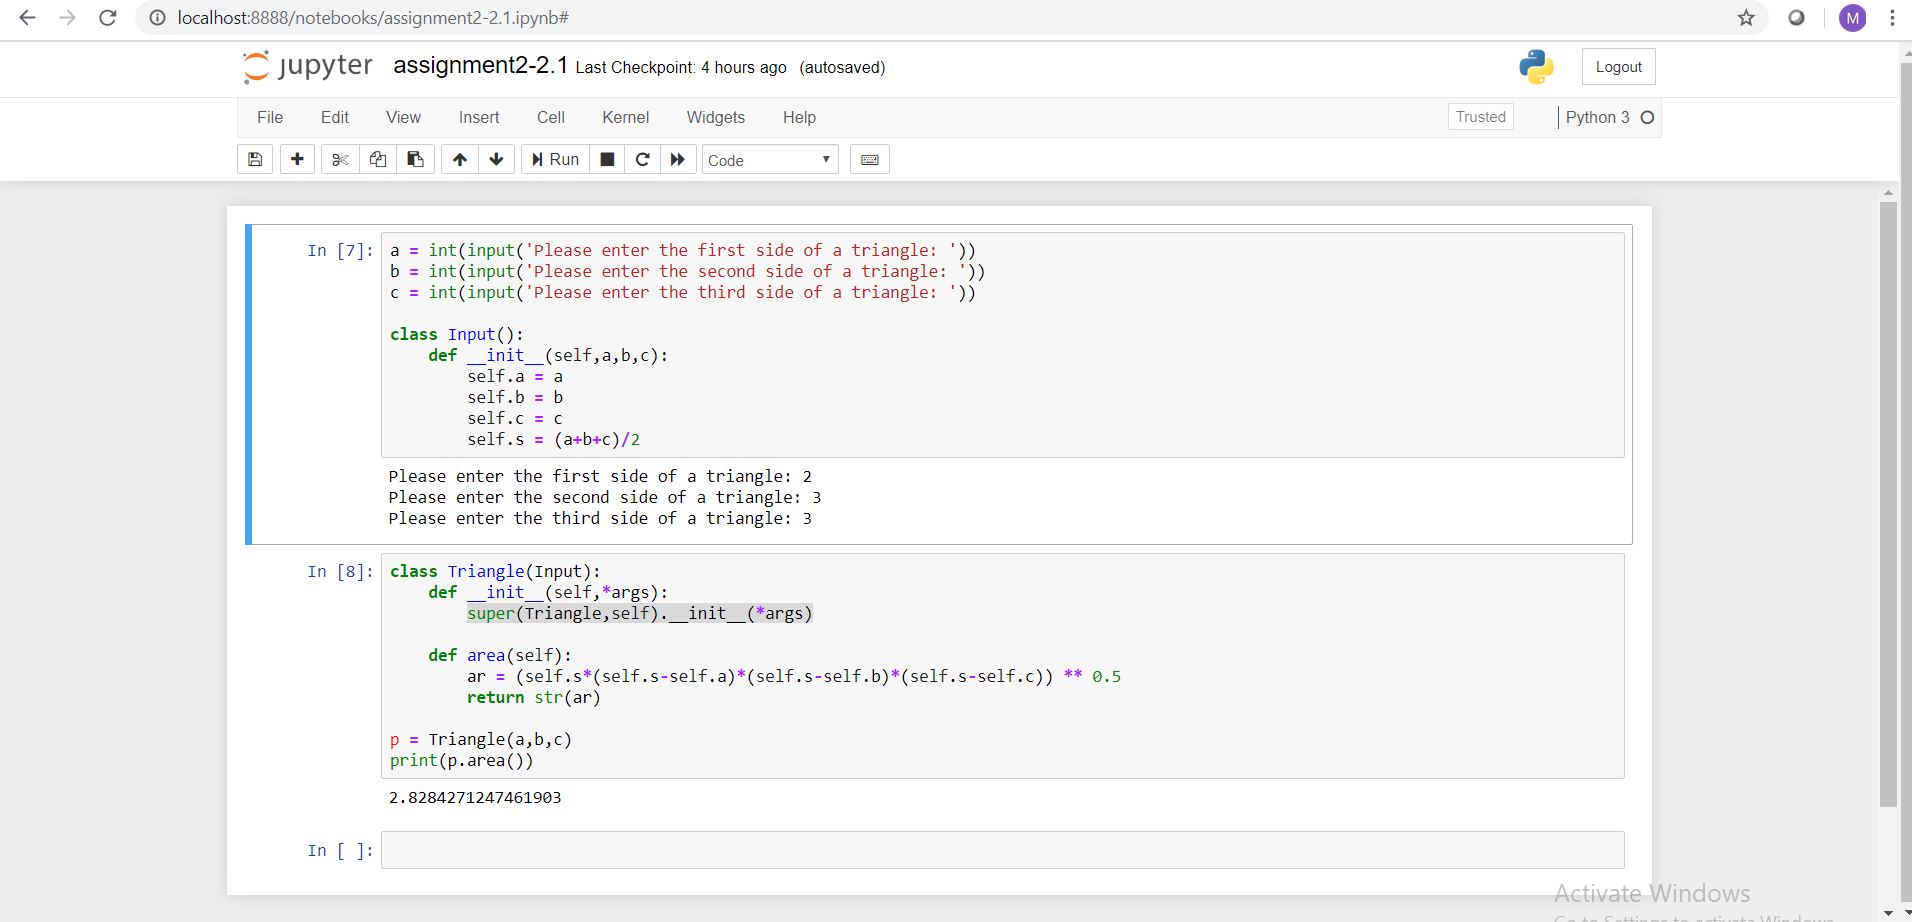 localhost:8888/notebooks/assignment2-2.1.ipynb#
M
jupyter assignment2-2.1 Last Checkpoint: 4 hours ago (autosaved)
Logout
File Edit View Insert Cell Kernel Widgets Help
Trusted
Python 3
Run
Code
In [7]:
a = int(input('Please enter the first side of a triangle: '))
b = int(input('Please enter the second side of a triangle: '))
c = int(input('Please enter the third side of a triangle: '))
class Input():
    def __init__(self,a,b,c):
        self.a = a
        self.b = b
        self.c = c
        self.s = (a+b+c)/2
Please enter the first side of a triangle: 2
Please enter the second side of a triangle: 3
Please enter the third side of a triangle: 3
In [8]:
class Triangle(Input):
    def __init__(self,*args):
        super(Triangle,self).__init__(*args)
    def area(self):
        ar = (self.s*(self.s-self.a)*(self.s-self.b)*(self.s-self.c)) ** 0.5
        return str(ar)
p = Triangle(a,b,c)
print(p.area())
2.8284271247461903
In [ ]:
Activate Windows
Go to Settings to activate Windows.